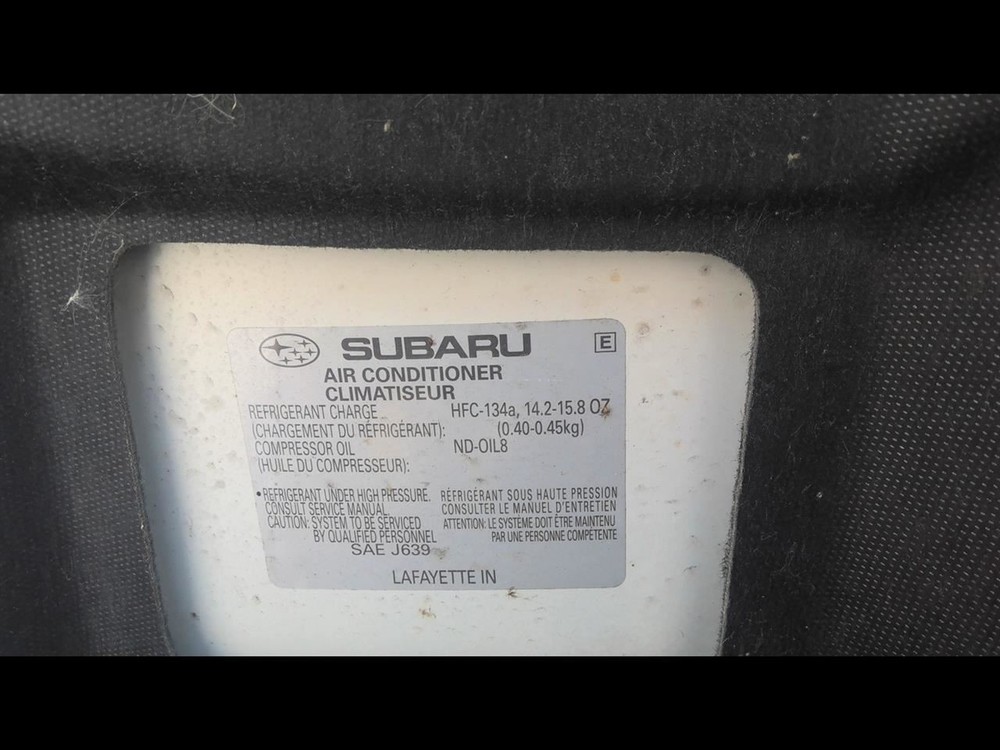 SUBARU E
AIR CONDITIONER
CLIMATISEUR
REFRIGERANT CHARGE HFC-134a, 14.2-15.8 OZ
(CHARGEMENT DU RÉFRIGÉRANT): (0.40-0.45kg)
COMPRESSOR OIL ND-OIL8
(HUILE DU COMPRESSEUR):
•REFRIGERANT UNDER HIGH PRESSURE. RÉFRIGÉRANT SOUS HAUTE PRESSION
CONSULT SERVICE MANUAL. CONSULTER LE MANUEL D'ENTRETIEN
CAUTION: SYSTEM TO BE SERVICED ATTENTION: LE SYSTEME DOIT ÊTRE MAINTENU
BY QUALIFIED PERSONNEL PAR UNE PERSONNE COMPÉTENTE
SAE J639
LAFAYETTE IN